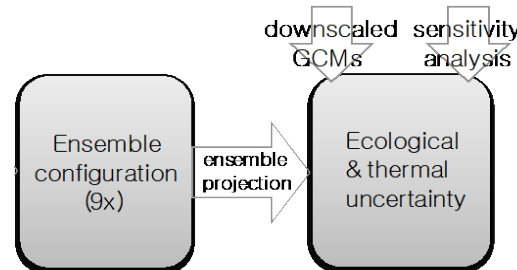 downscaled
GCMs
sensitivity
analysis
Ensemble
configuration
(9x)
ensemble
projection
Ecological
& thermal
uncertainty